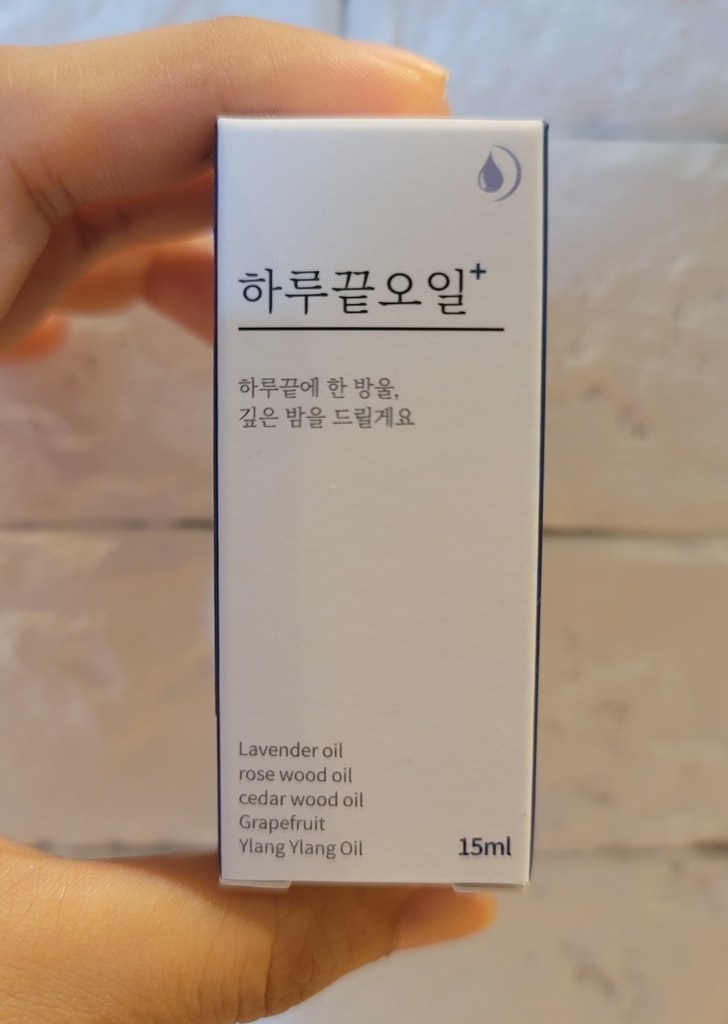 하루끝오일+
하루끝에 한 방울,
깊은 밤을 드릴게요
Lavender oil
rose wood oil
cedar wood oil
Grapefruit
Ylang Ylang Oil
15ml